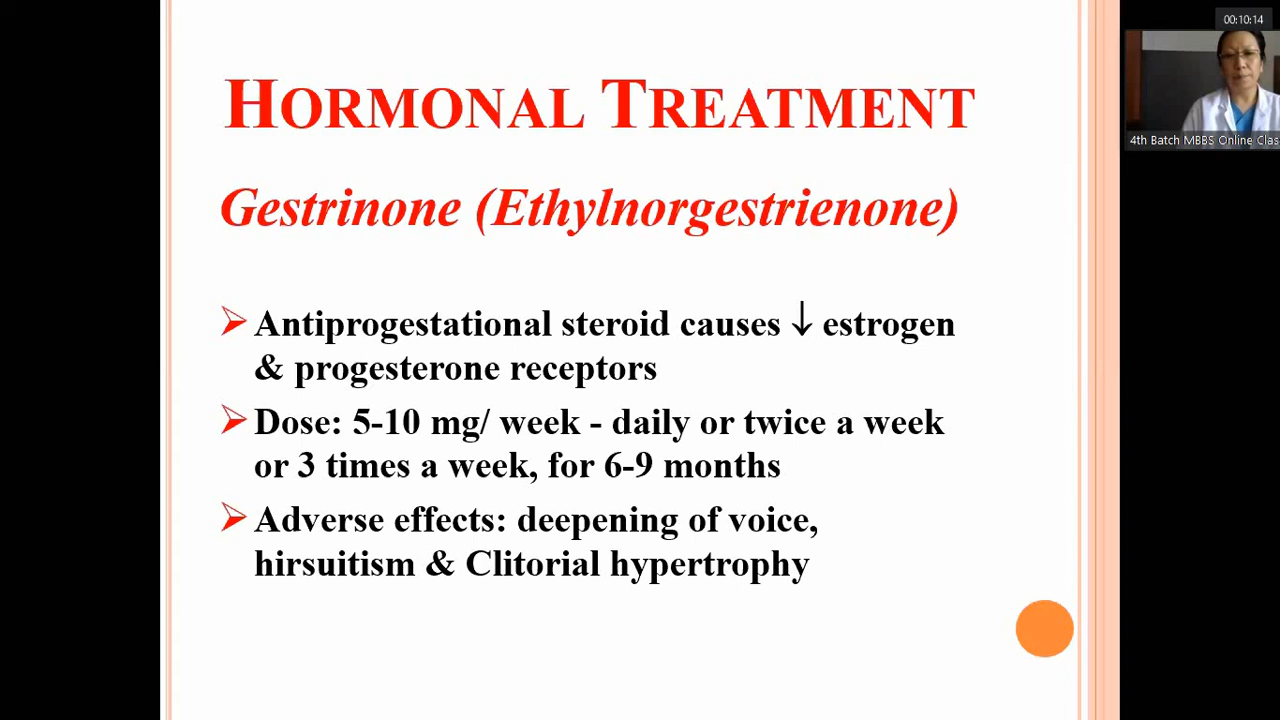 HORMONAL TREATMENT
Gestrinone (Ethylnorgestrienone)
Antiprogestational steroid causes ↓ estrogen
& progesterone receptors
Dose: 5-10 mg/ week - daily or twice a week
or 3 times a week, for 6-9 months
Adverse effects: deepening of voice,
hirsuitism & Clitorial hypertrophy
00:10:14
4th Batch MBBS Online Clas